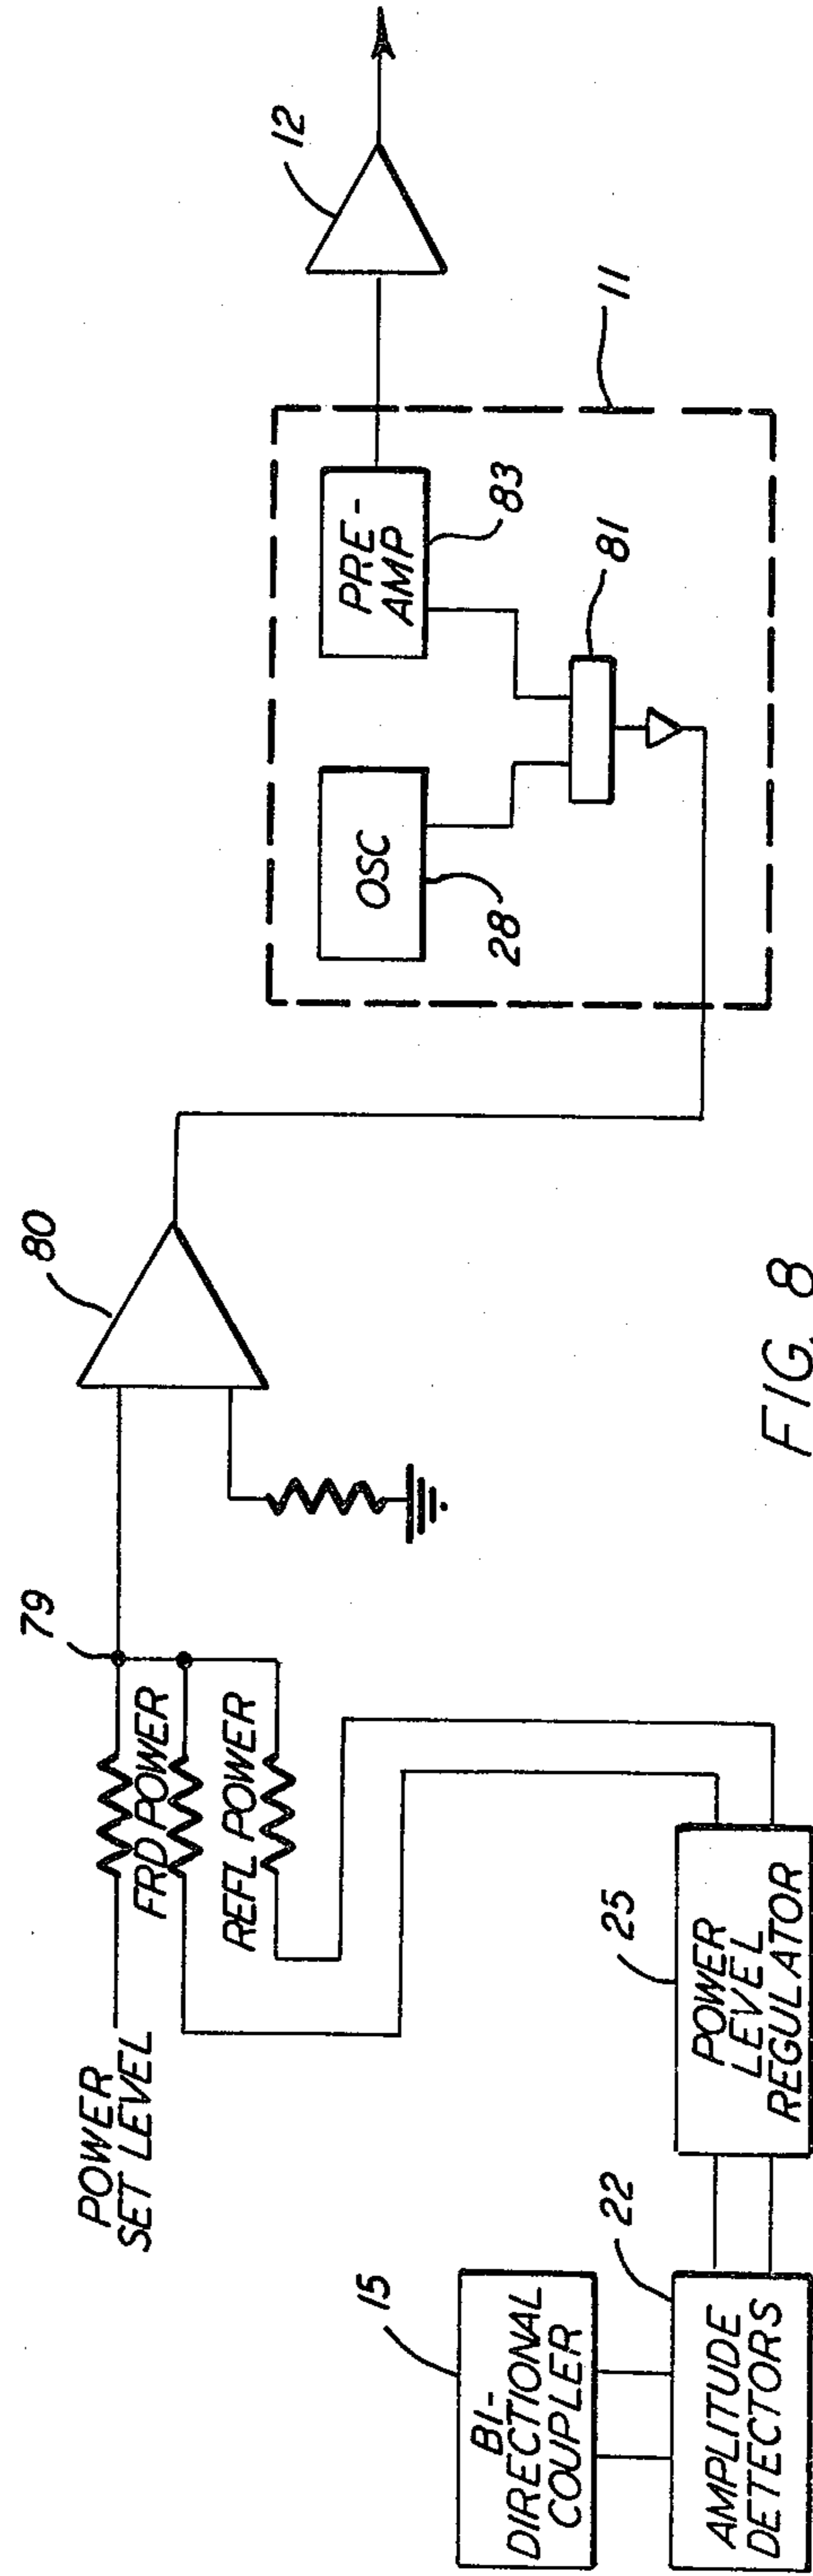 POWER
SET LEVEL
FRD POWER
REFL POWER
79
80
BI-
DIRECTIONAL
COUPLER
15
AMPLITUDE
DETECTORS
22
POWER
LEVEL
REGULATOR
25
OSC
28
PRE-
AMP
83
81
11
12
FIG. 8